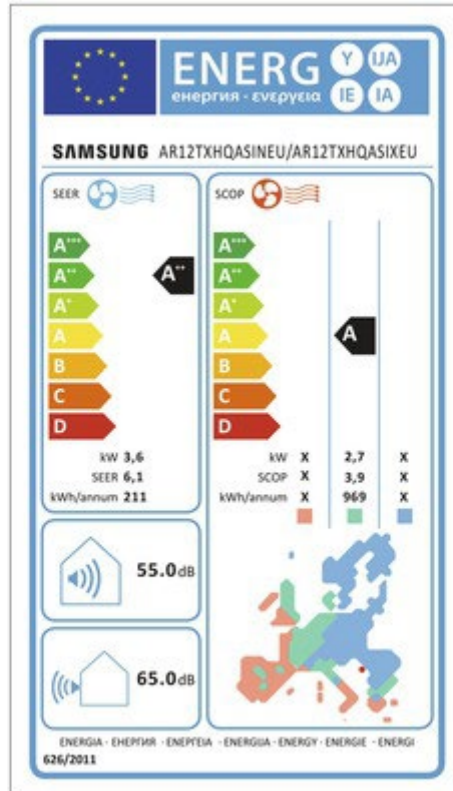 ENERG
енергия · ενεργεια
Y IJA
IE IA
SAMSUNG AR12TXHQASINEU/AR12TXHQASIXEU
SEER
A+++
A++
A+
A
B
C
D
A++
kW 3,6
SEER 6,1
kWh/annum 211
SCOP
A+++
A++
A+
A
B
C
D
A
kW X 2,7 X
SCOP X 3,9 X
kWh/annum X 969 X
55.0dB
65.0dB
ENERGIA · ЕНЕРГИЯ · ΕΝΕΡΓΕΙΑ · ENERGIJA · ENERGY · ENERGIE · ENERGI
626/2011